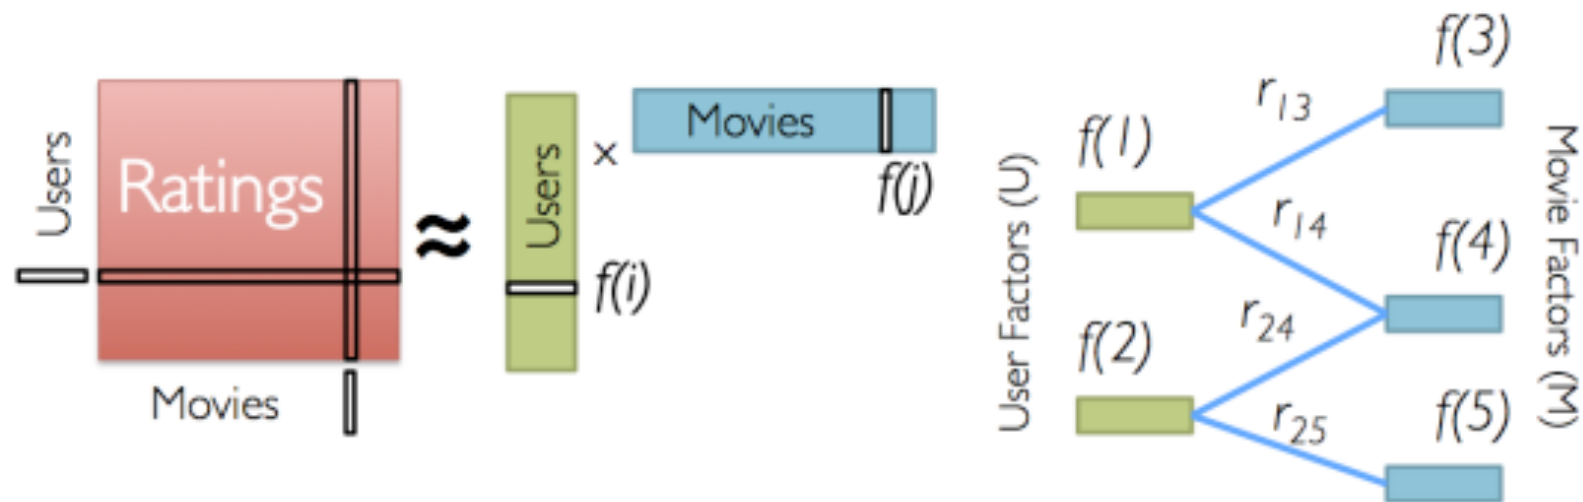 Users
Ratings
Movies
≈
Users
f(i)
×
Movies
f(j)
User Factors (U)
f(1)
f(2)
r13
r14
r24
r25
f(3)
f(4)
f(5)
Movie Factors (M)